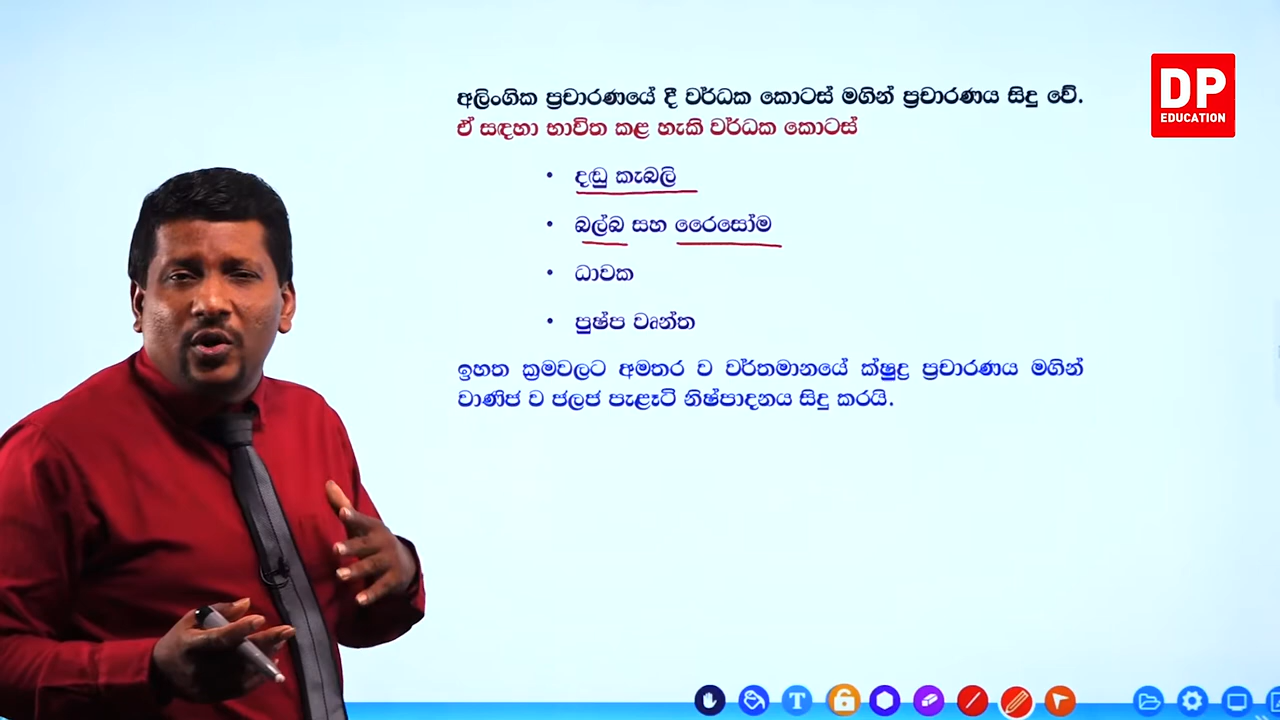 DP
EDUCATION
අලිංගික ප්‍රචාරණයේ දී වර්ධක කොටස් මගින් ප්‍රචාරණය සිදු වේ.
ඒ සඳහා භාවිත කළ හැකි වර්ධක කොටස්
• දඬු කැබලි
• බල්බ සහ රෛසෝම
• ධාවක
• පුෂ්ප වෘන්ත
ඉහත ක්‍රමවලට අමතර ව වර්තමානයේ ක්ෂුද්‍ර ප්‍රචාරණය මගින්
වාණිජ ව ජලජ පැළෑටි නිෂ්පාදනය සිදු කරයි.
T